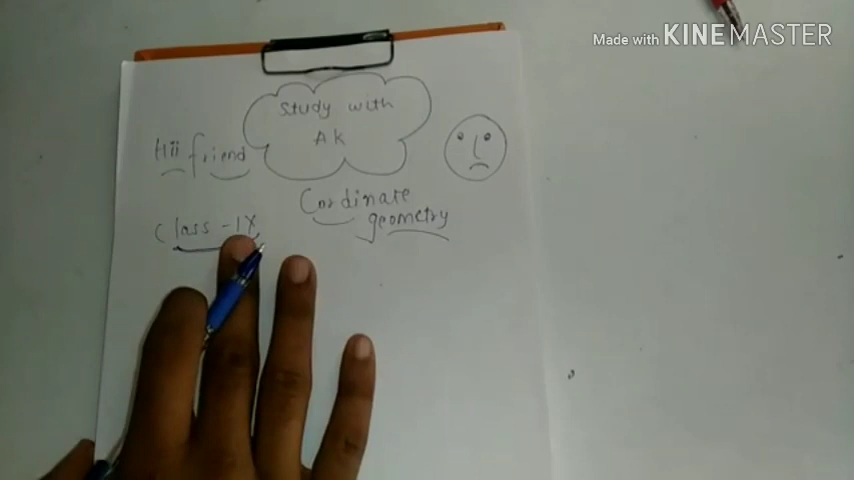 Made with KINEMASTER
Study with
AK
Hii friend
Cordinate
geometry
Class - IX